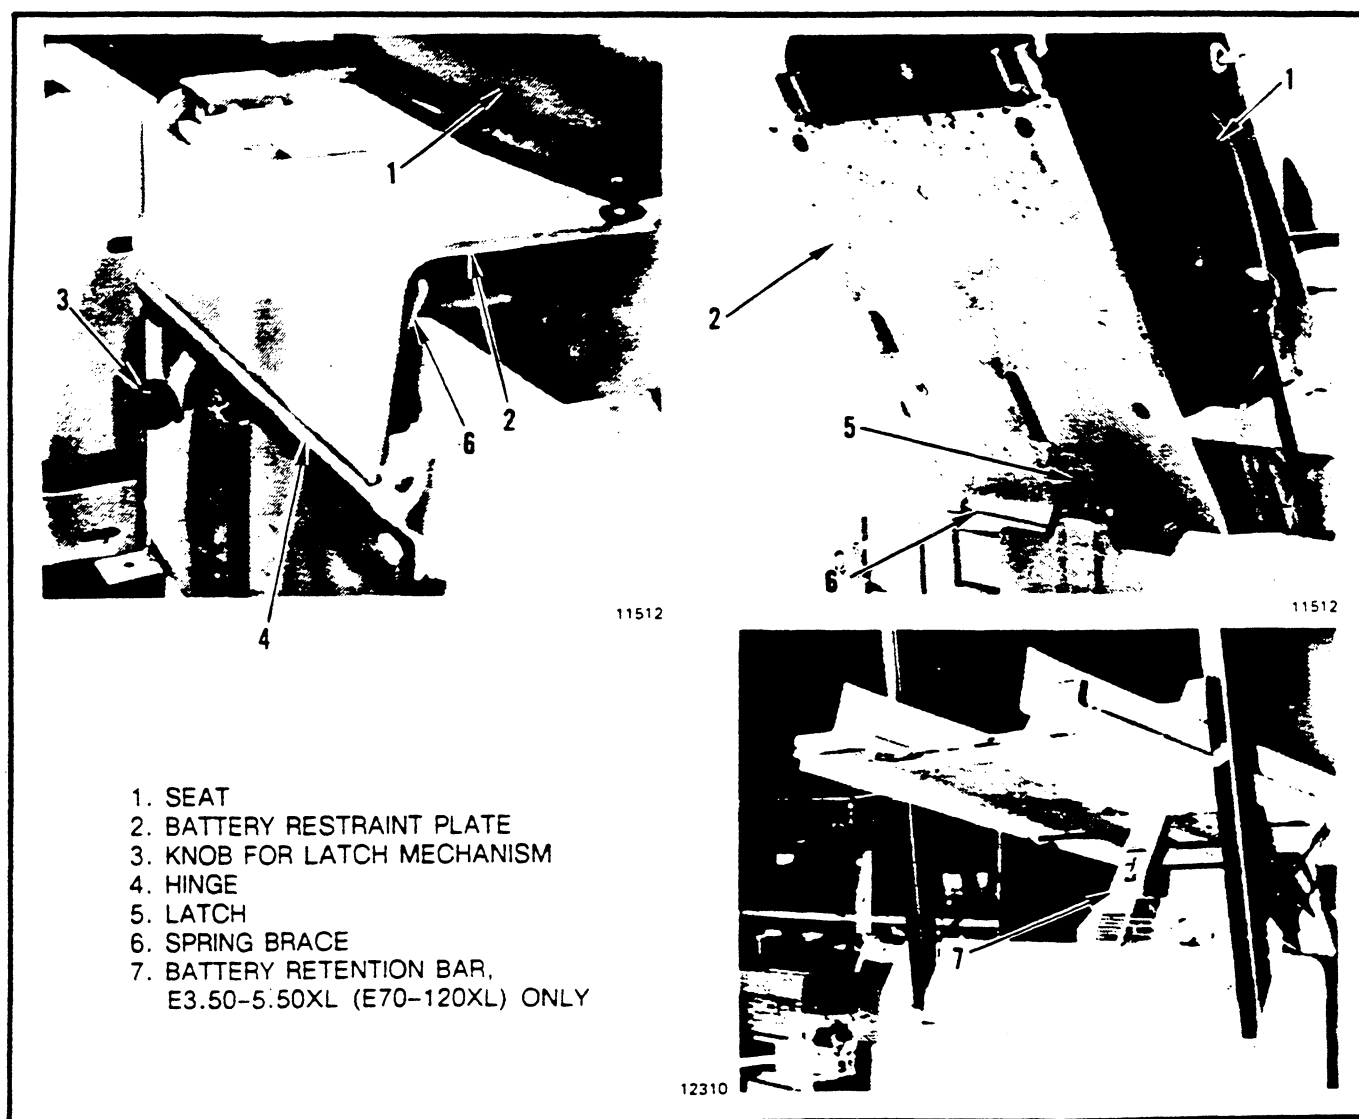 1
3
2
6
4
11512
1
2
5
6
11512
7
12310
1. SEAT
2. BATTERY RESTRAINT PLATE
3. KNOB FOR LATCH MECHANISM
4. HINGE
5. LATCH
6. SPRING BRACE
7. BATTERY RETENTION BAR,
E3.50-5.50XL (E70-120XL) ONLY